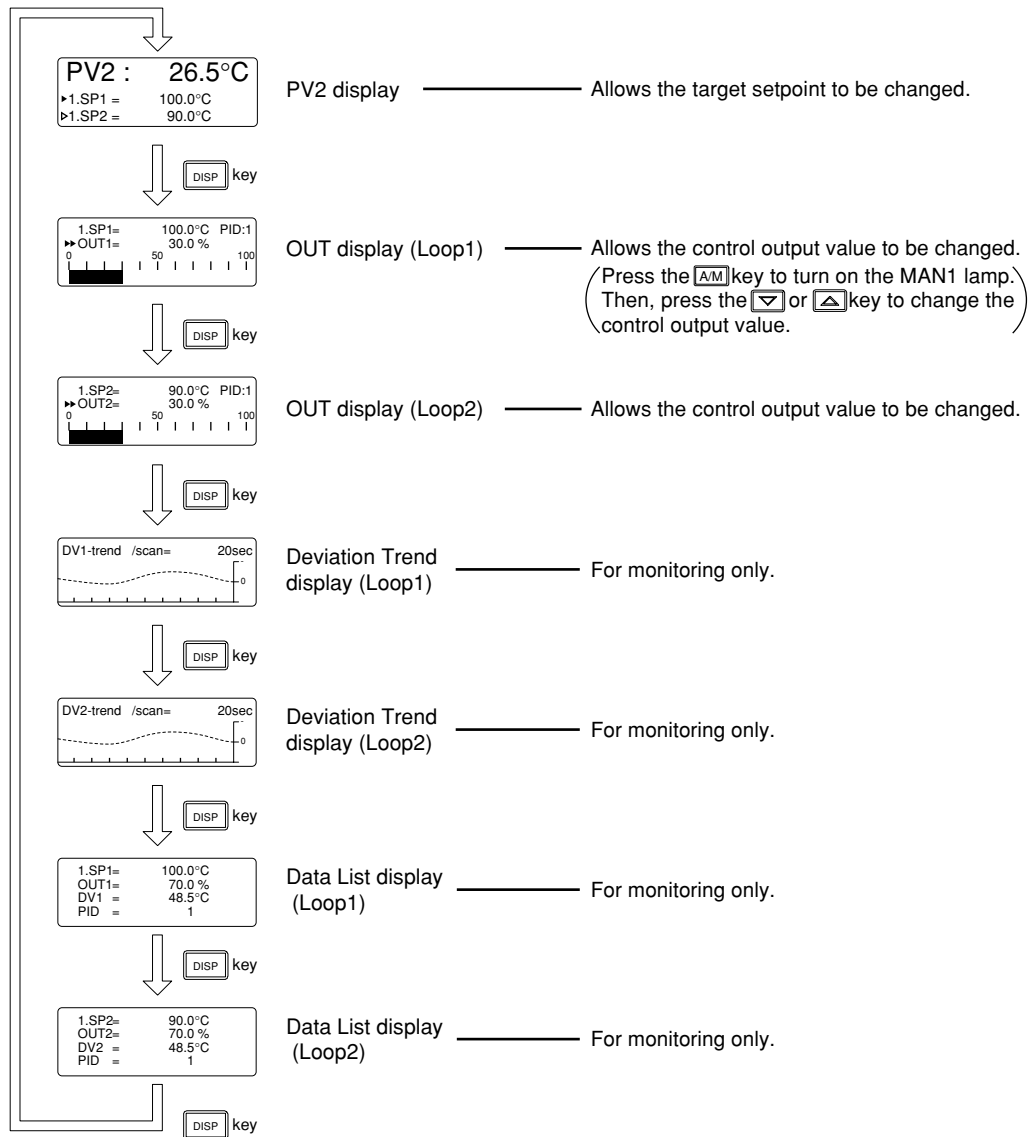 PV2 : 26.5°C
▶1.SP1 = 100.0°C
▷1.SP2 = 90.0°C
PV2 display
Allows the target setpoint to be changed.
DISP key
1.SP1= 100.0°C PID:1
▶▶OUT1= 30.0 %
0 50 100
OUT display (Loop1)
Allows the control output value to be changed.
Press the A/M key to turn on the MAN1 lamp.
Then, press the ▽ or △ key to change the
control output value.
DISP key
1.SP2= 90.0°C PID:1
▶▶OUT2= 30.0 %
0 50 100
OUT display (Loop2)
Allows the control output value to be changed.
DISP key
DV1-trend /scan= 20sec
0
Deviation Trend
display (Loop1)
For monitoring only.
DISP key
DV2-trend /scan= 20sec
0
Deviation Trend
display (Loop2)
For monitoring only.
DISP key
1.SP1= 100.0°C
OUT1= 70.0 %
DV1 = 48.5°C
PID = 1
Data List display
(Loop1)
For monitoring only.
DISP key
1.SP2= 90.0°C
OUT2= 70.0 %
DV2 = 48.5°C
PID = 1
Data List display
(Loop2)
For monitoring only.
DISP key